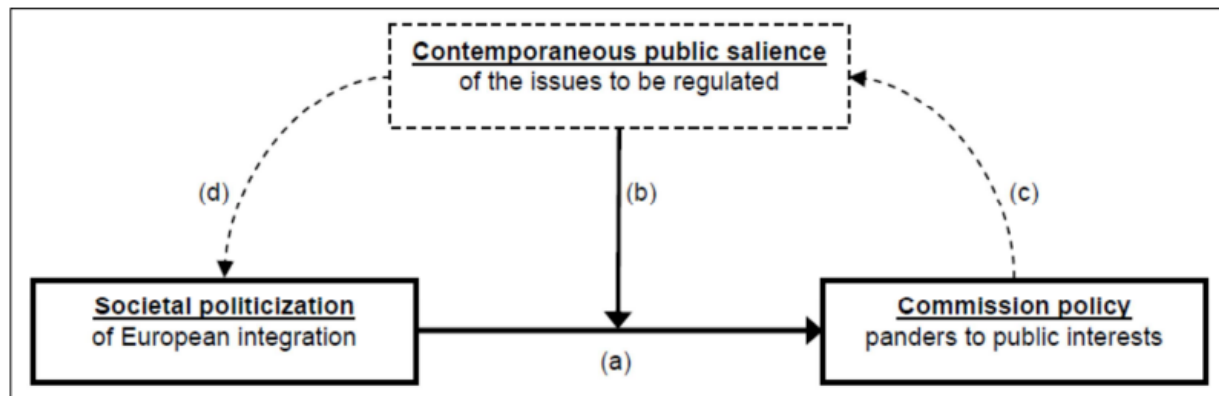 Contemporaneous public salience
of the issues to be regulated
(d)
(b)
(c)
Societal politicization
of European integration
(a)
Commission policy
panders to public interests